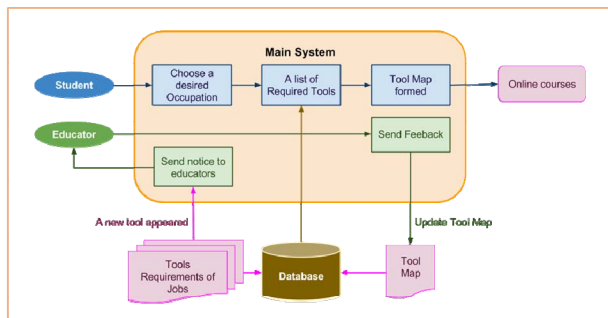 Main System
Student
Choose a
desired
Occupation
A list of
Required Tools
Tool Map
formed
Online courses
Educator
Send Feeback
Send notice to
educators
A new tool appeared
Update Tool Map
Tools
Requirements of
Jobs
Database
Tool
Map